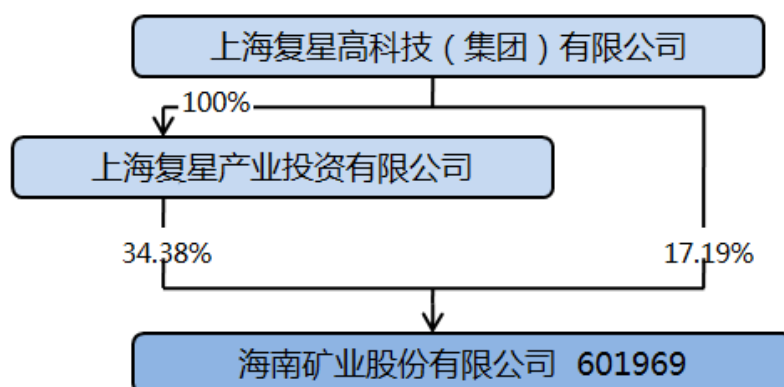 上海复星高科技（集团）有限公司
100%
上海复星产业投资有限公司
34.38%
17.19%
海南矿业股份有限公司 601969